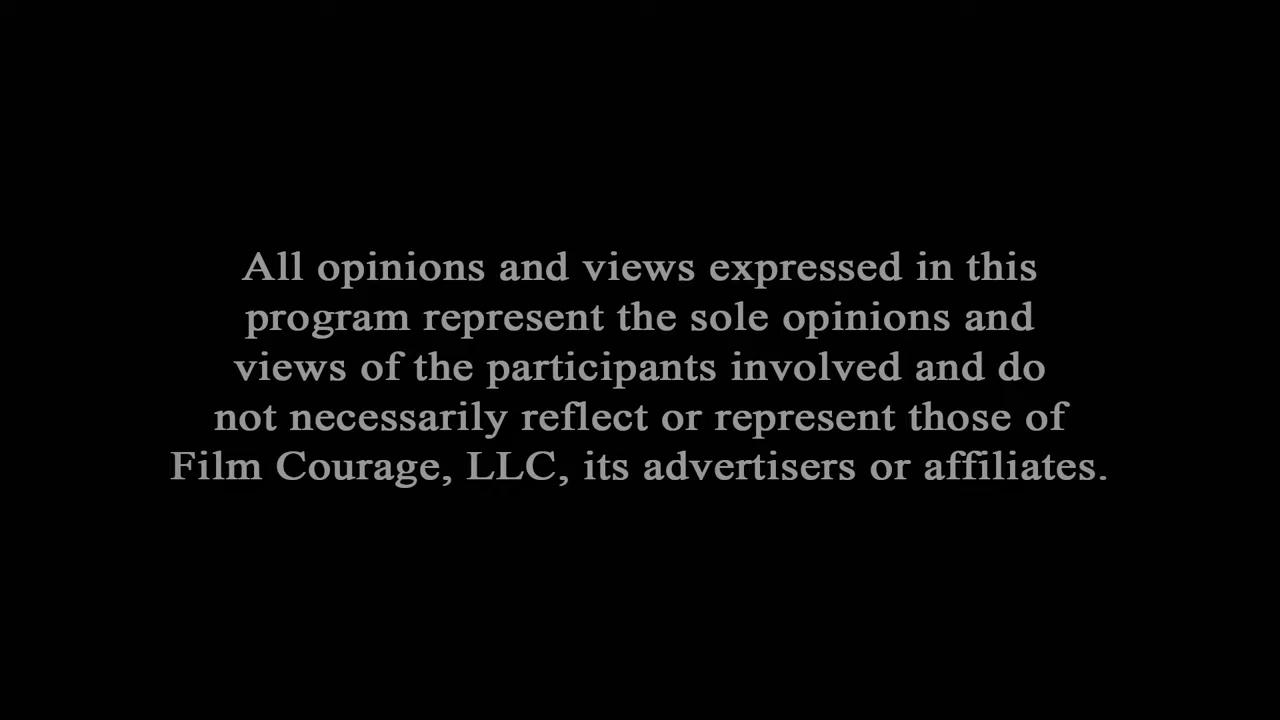 All opinions and views expressed in this
program represent the sole opinions and
views of the participants involved and do
not necessarily reflect or represent those of
Film Courage, LLC, its advertisers or affiliates.